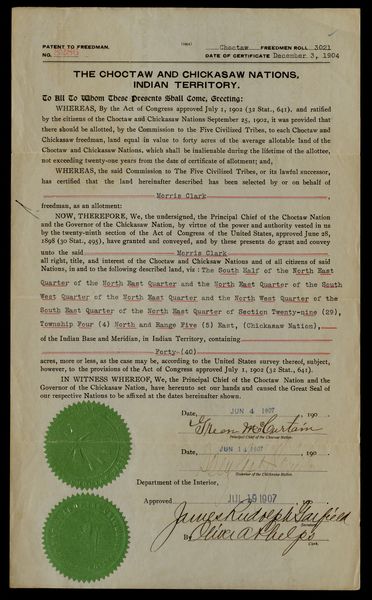 PATENT TO FREEDMAN.
Choctaw FREEDMEN ROLL 3021
NO.
DATE OF CERTIFICATE December 3, 1904
THE CHOCTAW AND CHICKASAW NATIONS,
INDIAN TERRITORY.
To All To Whom These Presents Shall Come, Greeting:
WHEREAS, By the Act of Congress approved July 1, 1902 (32 Stat., 641), and ratified
by the citizens of the Choctaw and Chickasaw Nations September 25, 1902, it was provided that
there should be allotted, by the Commission to the Five Civilized Tribes, to each Choctaw and
Chickasaw freedman, land equal in value to forty acres of the average allotable land of the
Choctaw and Chickasaw Nations, which shall be inalienable during the lifetime of the allottee,
not exceeding twenty-one years from the date of certificate of allotment; and,
WHEREAS, the said Commission to The Five Civilized Tribes, or its lawful successor,
has certified that the land hereinafter described has been selected by or on behalf of
Morris Clark,
freedman, as an allotment:
NOW, THEREFORE, We, the undersigned, the Principal Chief of the Choctaw Nation
and the Governor of the Chickasaw Nation, by virtue of the power and authority vested in us
by the twenty-ninth section of the Act of Congress of the United States, approved June 28,
1898 (30 Stat., 495), have granted and conveyed, and by these presents do grant and convey
unto the said Morris Clark
all right, title, and interest of the Choctaw and Chickasaw Nations and of all citizens of said
Nations, in and to the following described land, viz: The South Half of the North East
Quarter of the North East Quarter and the North East Quarter of the South
West Quarter of the North East Quarter and the North West Quarter of the
South East Quarter of the North East Quarter of Section Twenty-nine (29),
Township Four (4) North and Range Five (5) East, (Chickasaw Nation),
of the Indian Base and Meridian, in Indian Territory, containing
Forty (40)
acres, more or less, as the case may be, according to the United States survey thereof, subject,
however, to the provisions of the Act of Congress approved July 1, 1902 (32 Stat., 641).
IN WITNESS WHEREOF, We, the Principal Chief of the Choctaw Nation and the
Governor of the Chickasaw Nation, have hereunto set our hands and caused the Great Seal of
our respective Nations to be affixed at the dates hereinafter shown.
Date, JUN 4 1907 190
Green McCurtain
Principal Chief of the Choctaw Nation.
Date, JUN 14 1907, 190
Governor of the Chickasaw Nation.
Department of the Interior,
Approved JUL 19 1907 190
James Rudolph Garfield
Secretary.
By Oliver A Phelps
Clerk.